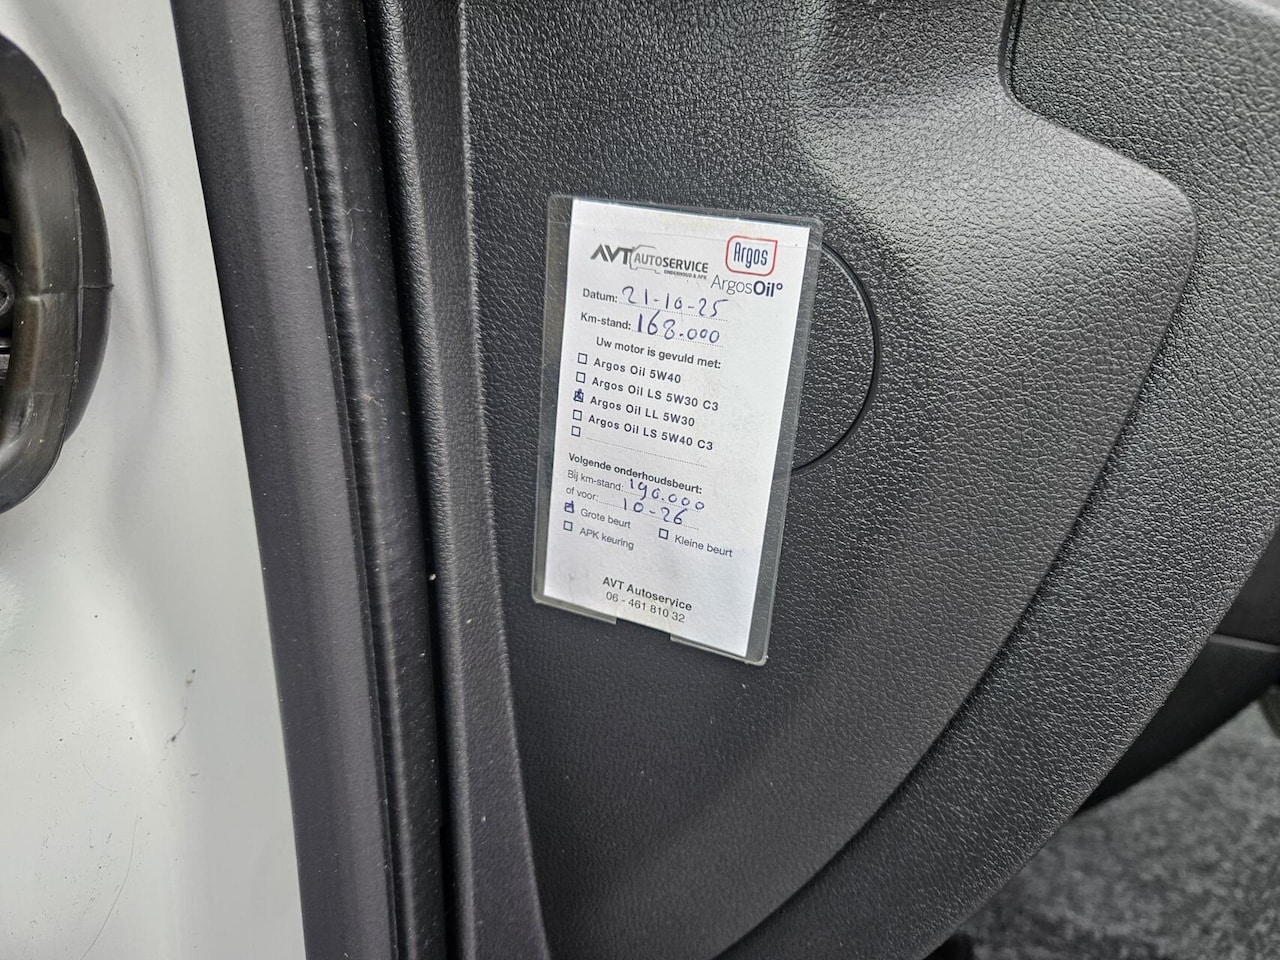 AVT AUTOSERVICE
ONDERHOUD & APK
Argos
ArgosOil°
Datum: 21-10-25
Km-stand: 168.000
Uw motor is gevuld met:
Argos Oil 5W40
Argos Oil LS 5W30 C3
Argos Oil LL 5W30
Argos Oil LS 5W40 C3
Volgende onderhoudsbeurt:
Bij km-stand: 190.000
of voor: 10-26
Grote beurt Kleine beurt
APK keuring
AVT Autoservice
06 - 461 810 32